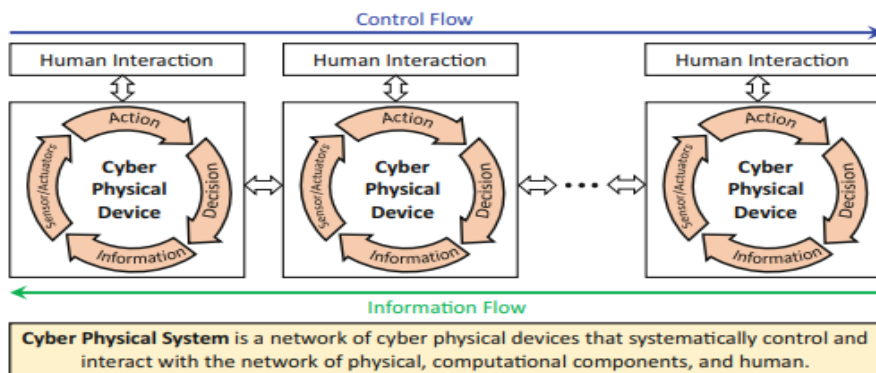 Control Flow
Human Interaction
Human Interaction
Human Interaction
Action
Sensor/Actuators
Cyber
Physical
Device
Decision
Information
Action
Sensor/Actuators
Cyber
Physical
Device
Decision
Information
...
Action
Sensor/Actuators
Cyber
Physical
Device
Decision
Information
Information Flow
Cyber Physical System is a network of cyber physical devices that systematically control and
interact with the network of physical, computational components, and human.